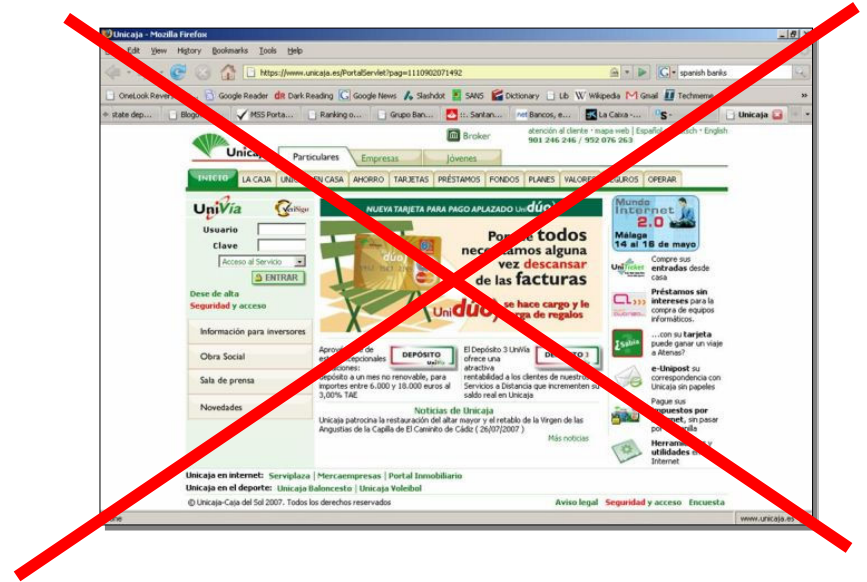 Unicaja - Mozilla Firefox
Edit View History Bookmarks Tools Help
https://www.unicaja.es/PortalServlet?pag=1110902071492
spanish banks
OneLook Google Reader Dark Reading Google News Slashdot SANS Dictionary Lib Wikipedia Gmail Techmeme
state dep... MSS Porta... Ranking o... Grupo Ban... ::. Santan... Bancos, e... La Caixa -... Unicaja
Broker
atención al cliente · mapa web | Español English
901 246 246 / 952 076 263
Particulares Empresas Jóvenes
INICIO LA CAJA EN CASA AHORRO TARJETAS PRÉSTAMOS FONDOS PLANES VALORES OPERAR
UniVía
Usuario
Clave
Acceso al Servicio
ENTRAR
Dese de alta
Seguridad y acceso
Información para inversores
Obra Social
Sala de prensa
Novedades
NUEVA TARJETA PARA PAGO APLAZADO Uni dúo
todos
alguna
vez descansar
de las facturas
Uni dúo se hace cargo y le
de regalos
de
DEPÓSITO
depósito a un mes no renovable, para
importes entre 6.000 y 18.000 euros al
3,00% TAE
El Depósito 3 UniVía
ofrece una
atractiva
rentabilidad a los clientes de nuestros
Servicios a Distancia que incrementen su
saldo real en Unicaja
Noticias de Unicaja
Unicaja patrocina la restauración del altar mayor y el retablo de la Virgen de las
Angustias de la Capilla de El Caminito de Cádiz ( 26/07/2007 )
Más noticias
Mundo
Internet
2.0
Málaga
14 al 16 de mayo
Compre sus
entradas desde
casa
Préstamos sin
intereses para la
compra de equipos
informáticos.
...con su tarjeta
puede ganar un viaje
a Atenas?
e-Unipost su
correspondencia con
Unicaja sin papeles
Pague sus
impuestos por
sin pasar
por
utilidades
Internet
Unicaja en internet: Serviplaza | Mercaempresas | Portal Inmobiliario
Unicaja en el deporte: Unicaja Baloncesto | Unicaja Voleibol
© Unicaja-Caja del Sol 2007. Todos los derechos reservados
Aviso legal Seguridad y acceso Encuesta
www.unicaja.es